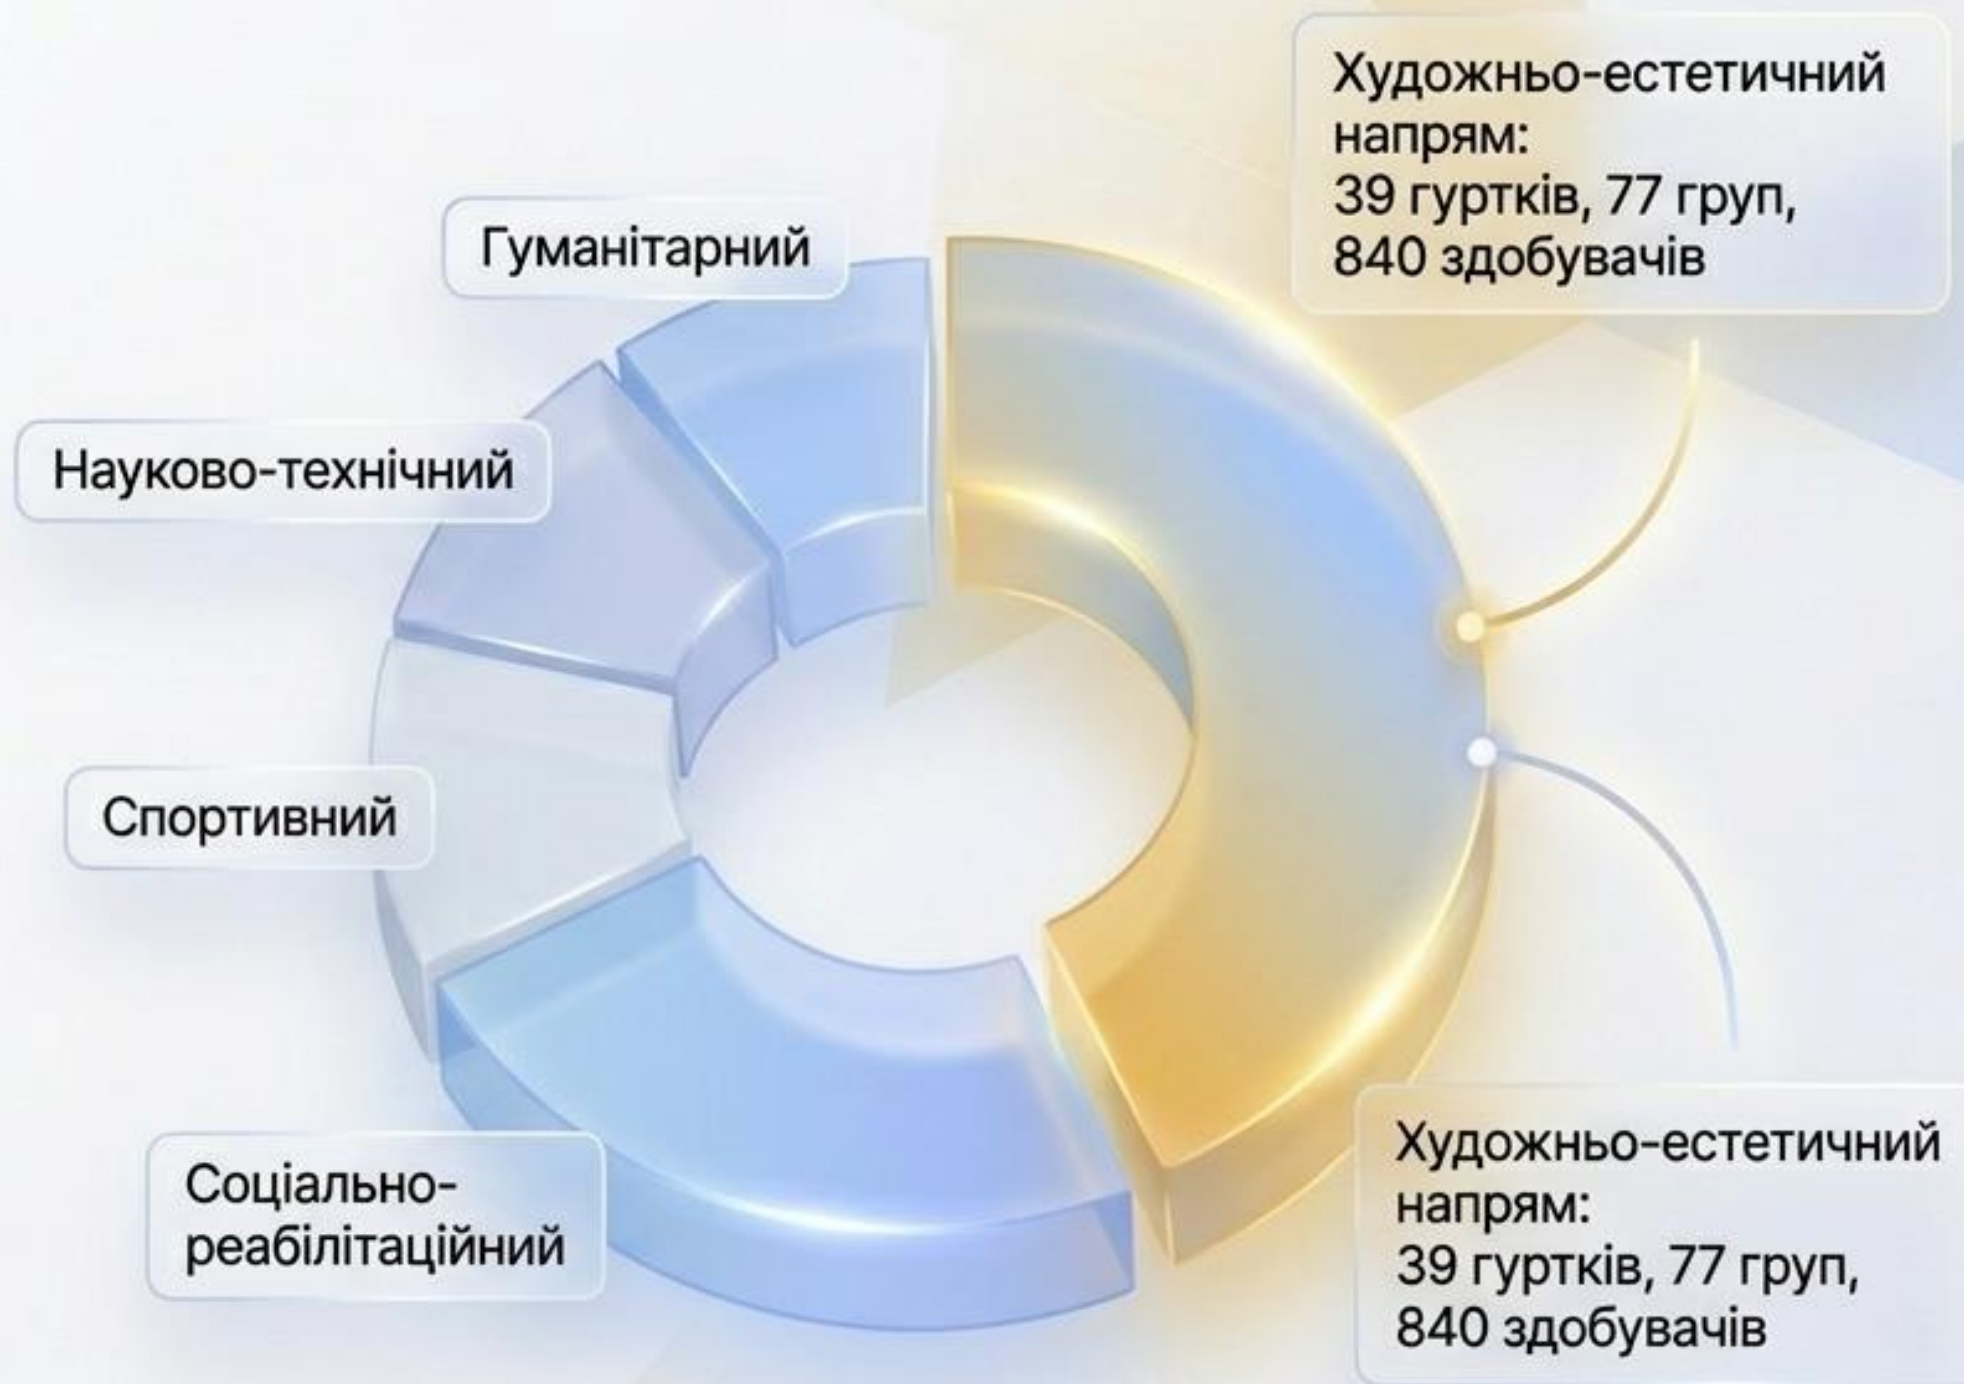 Художньо-естетичний
напрям:
39 гуртків, 77 груп,
840 здобувачів
Гуманітарний
Науково-технічний
Спортивний
Соціально-
реабілітаційний
Художньо-естетичний
напрям:
39 гуртків, 77 груп,
840 здобувачів